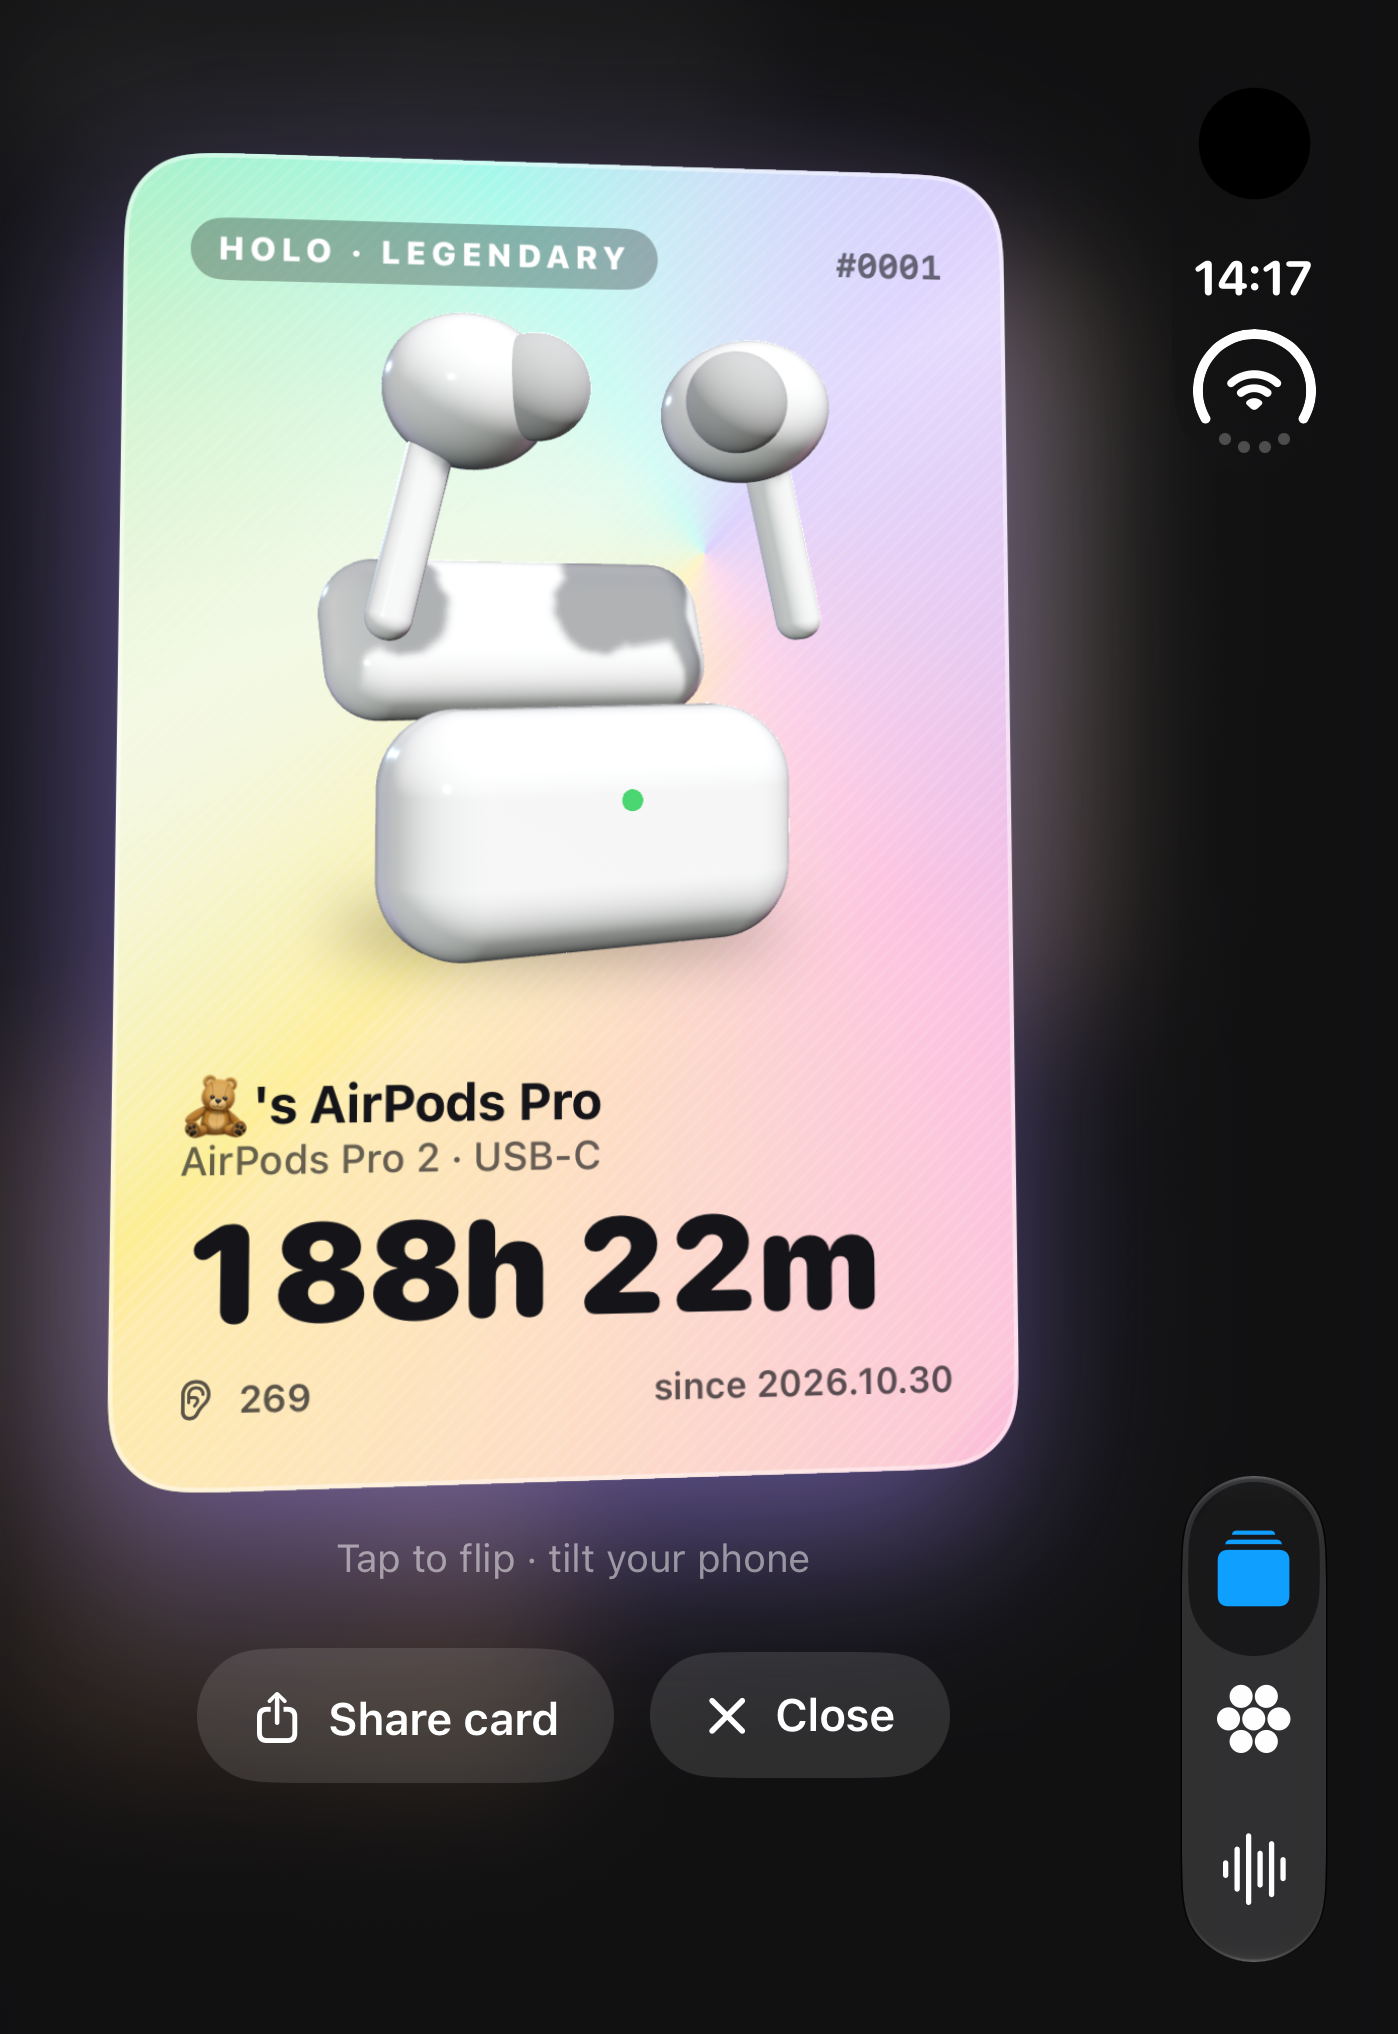 HOLO · LEGENDARY
#0001
14:17
🧸's AirPods Pro
AirPods Pro 2 · USB-C
188h 22m
269
since 2026.10.30
Tap to flip · tilt your phone
Share card
Close